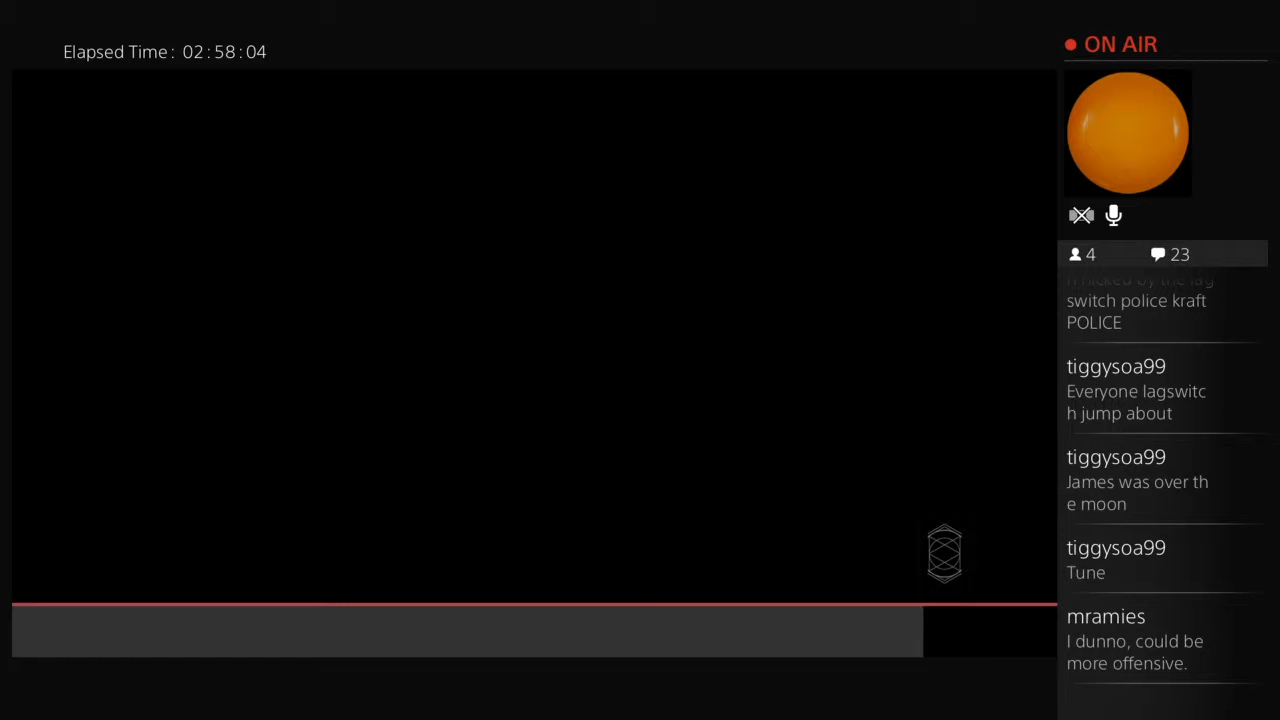 Elapsed Time: 02:58:04
ON AIR
4
23
switch police kraft
POLICE
tiggysoa99
Everyone lagswitc
h jump about
tiggysoa99
James was over th
e moon
tiggysoa99
Tune
mramies
I dunno, could be
more offensive.